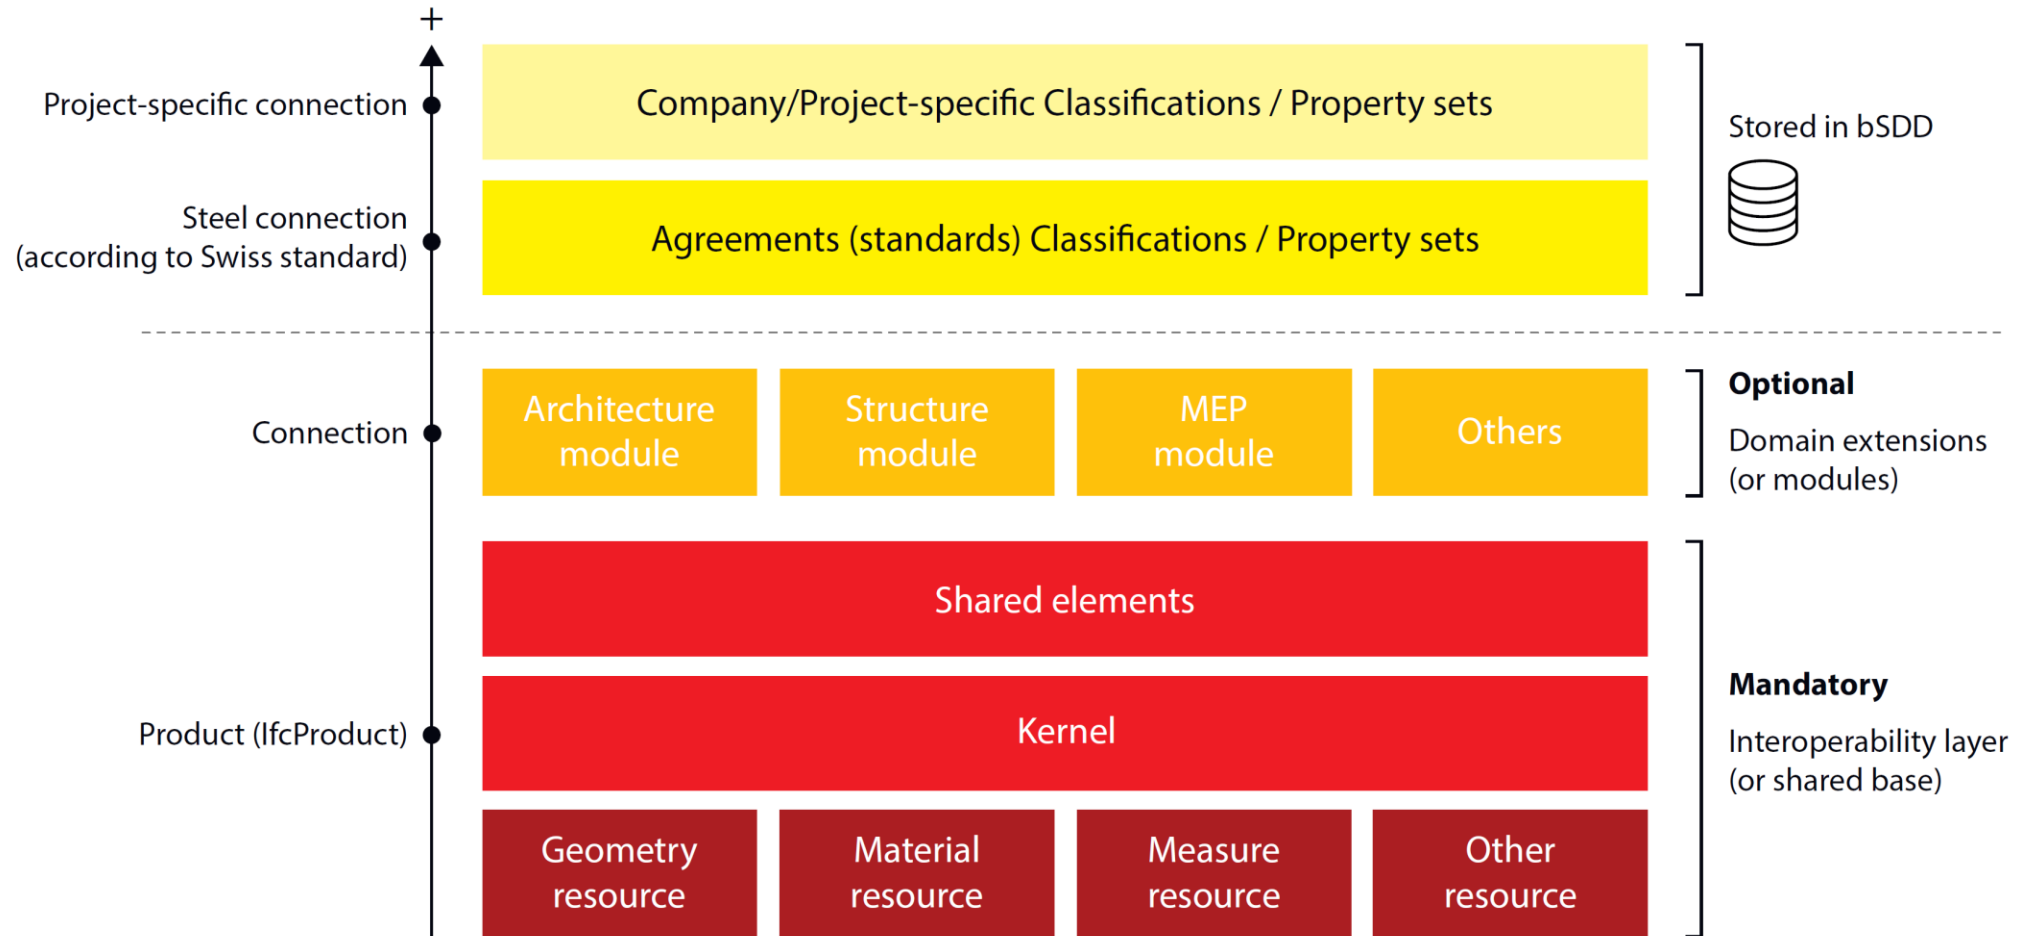 +
Project-specific connection
Company/Project-specific Classifications / Property sets
Stored in bSDD
Steel connection
(according to Swiss standard)
Agreements (standards) Classifications / Property sets
Connection
Architecture
module
Structure
module
MEP
module
Others
Optional
Domain extensions
(or modules)
Shared elements
Product (IfcProduct)
Kernel
Mandatory
Interoperability layer
(or shared base)
Geometry
resource
Material
resource
Measure
resource
Other
resource